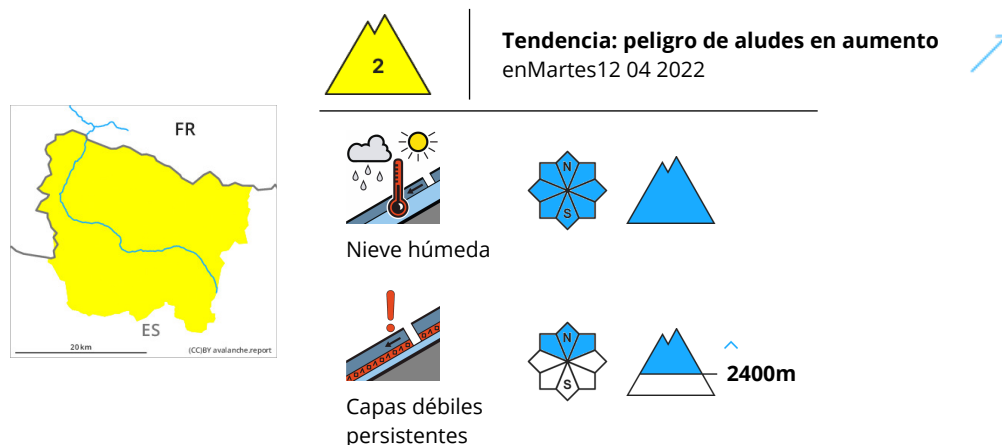 2
Tendencia: peligro de aludes en aumento
enMartes12 04 2022
FR
ES
20 km
(CC)BY avalanche.report
N
S
Nieve húmeda
N
S
2400m
Capas débiles
persistentes